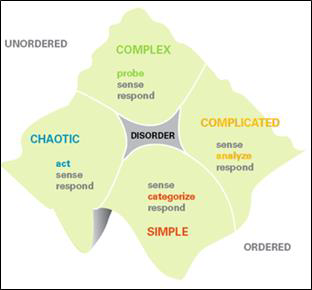 UNORDERED
COMPLEX
probe
sense
respond
COMPLICATED
sense
analyze
respond
CHAOTIC
act
sense
respond
DISORDER
sense
categorize
respond
SIMPLE
ORDERED